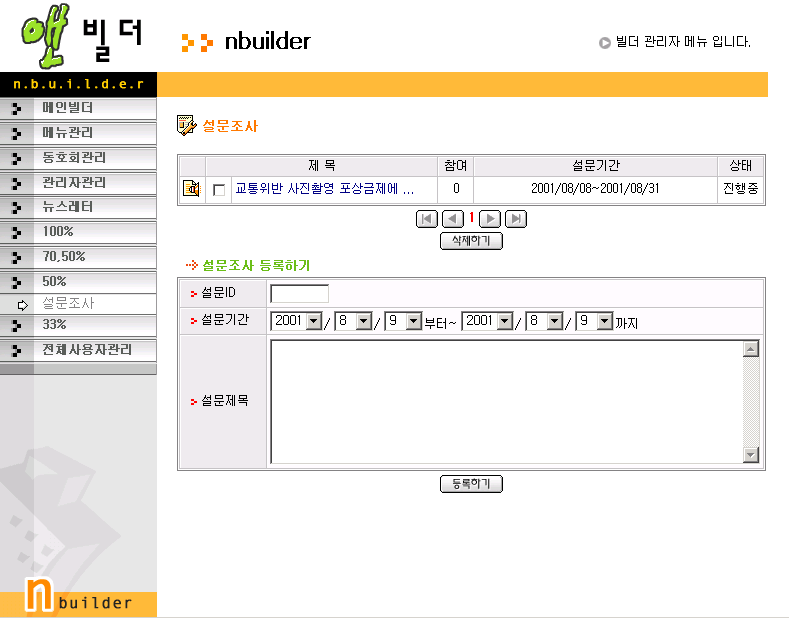 앤 빌더
nbuilder
빌더 관리자 메뉴 입니다.
n.b.u.i.l.d.e.r
메인빌더
메뉴관리
동호회관리
관리자관리
뉴스레터
100%
70,50%
50%
설문조사
33%
전체사용자관리
설문조사
제 목 참여 설문기간 상태
교통위반 사진촬영 포상금제에 ... 0 2001/08/08~2001/08/31 진행중
1
삭제하기
설문조사 등록하기
설문ID
설문기간 2001 / 8 / 9 부터~ 2001 / 8 / 9 까지
설문제목
등록하기
n builder